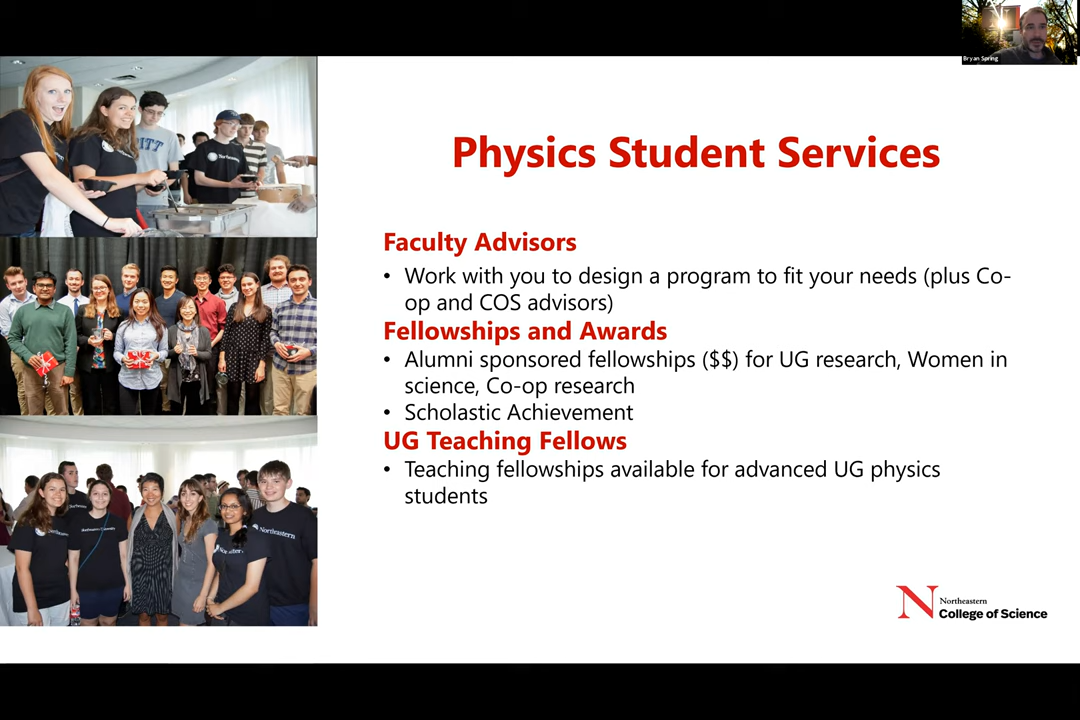 Bryan Spring
ITT
Physics Student Services
Faculty Advisors
• Work with you to design a program to fit your needs (plus Co-
op and COS advisors)
Fellowships and Awards
• Alumni sponsored fellowships ($$) for UG research, Women in
science, Co-op research
• Scholastic Achievement
UG Teaching Fellows
• Teaching fellowships available for advanced UG physics
students
Northeastern
N Northeastern
College of Science